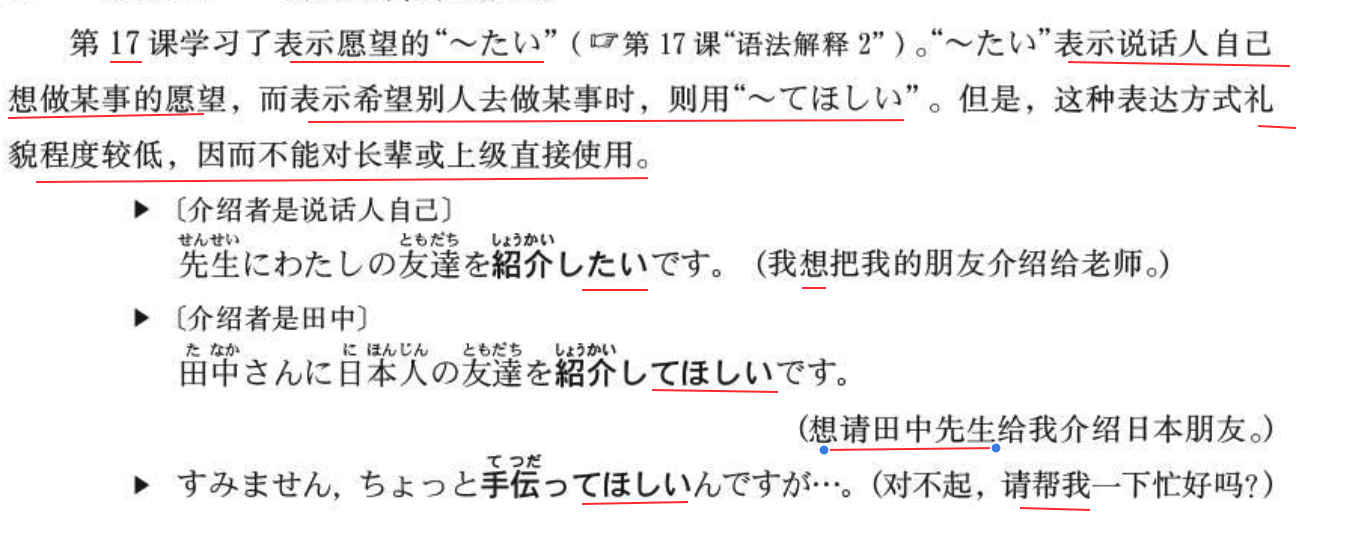 第 17 课学习了表示愿望的“～たい”（☞第 17 课“语法解释 2”）。“～たい”表示说话人自己
想做某事的愿望，而表示希望别人去做某事时，则用“～てほしい”。但是，这种表达方式礼
貌程度较低，因而不能对长辈或上级直接使用。
▶〔介绍者是说话人自己〕
せんせい ともだち しょうかい
先生にわたしの友達を紹介したいです。（我想把我的朋友介绍给老师。）
▶〔介绍者是田中〕
た なか に ほんじん ともだち しょうかい
田中さんに日本人の友達を紹介してほしいです。
（想请田中先生给我介绍日本朋友。）
て つだ
▶ すみません，ちょっと手伝ってほしいんですが…。（对不起，请帮我一下忙好吗？）